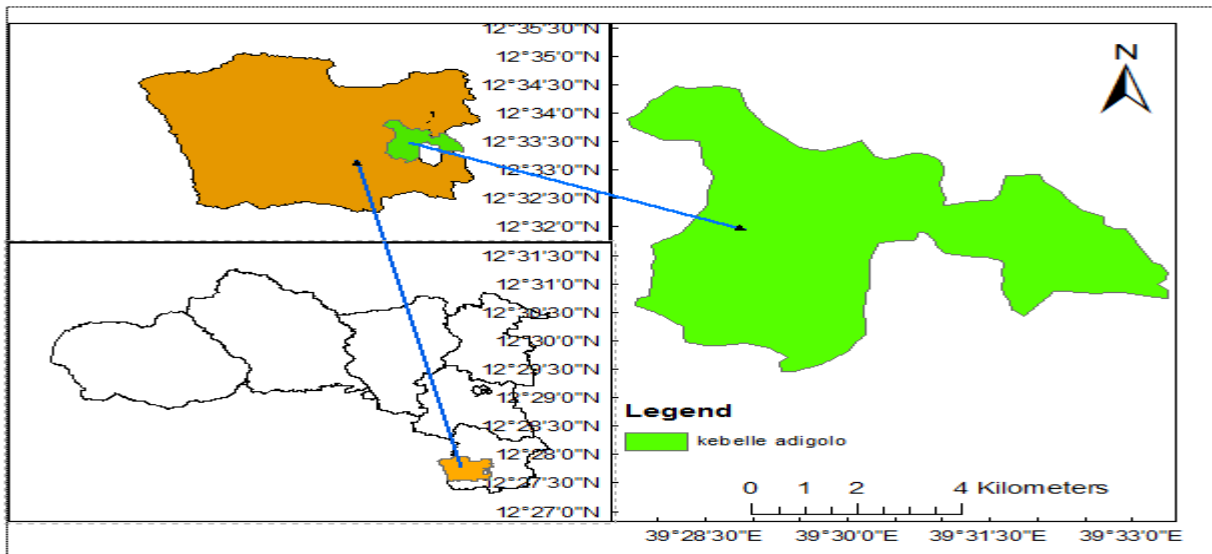 12°35'30"N
12°35'0"N
12°34'30"N
12°34'0"N
12°33'30"N
12°33'0"N
12°32'30"N
12°32'0"N
12°31'30"N
12°31'0"N
12°30'30"N
12°30'0"N
12°29'30"N
12°29'0"N
12°28'30"N
12°28'0"N
12°27'30"N
12°27'0"N
N
Legend
kebelle adigolo
0 1 2 4 Kilometers
39°28'30"E 39°30'0"E 39°31'30"E 39°33'0"E